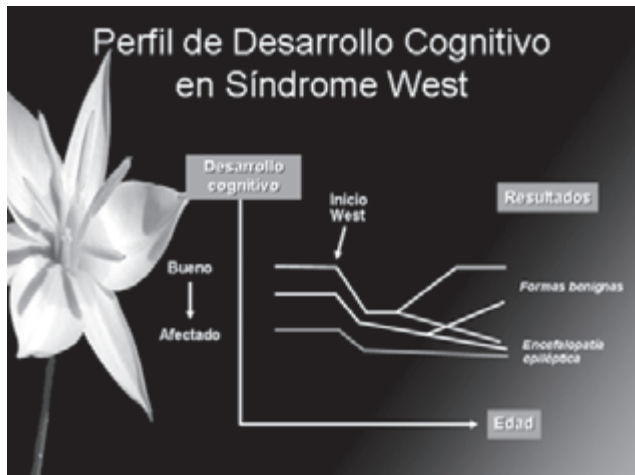 Perfil de Desarrollo Cognitivo
en Síndrome West
Desarrollo
cognitivo
Inicio
West
Resultados
Bueno
Afectado
Formas benignas
Encefalopatía
epiléptica
Edad